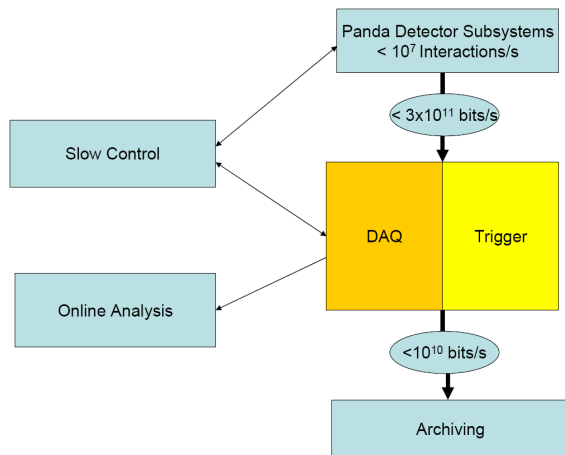 Panda Detector Subsystems
< 10⁷ Interactions/s
< 3x10¹¹ bits/s
Slow Control
DAQ
Trigger
Online Analysis
<10¹⁰ bits/s
Archiving